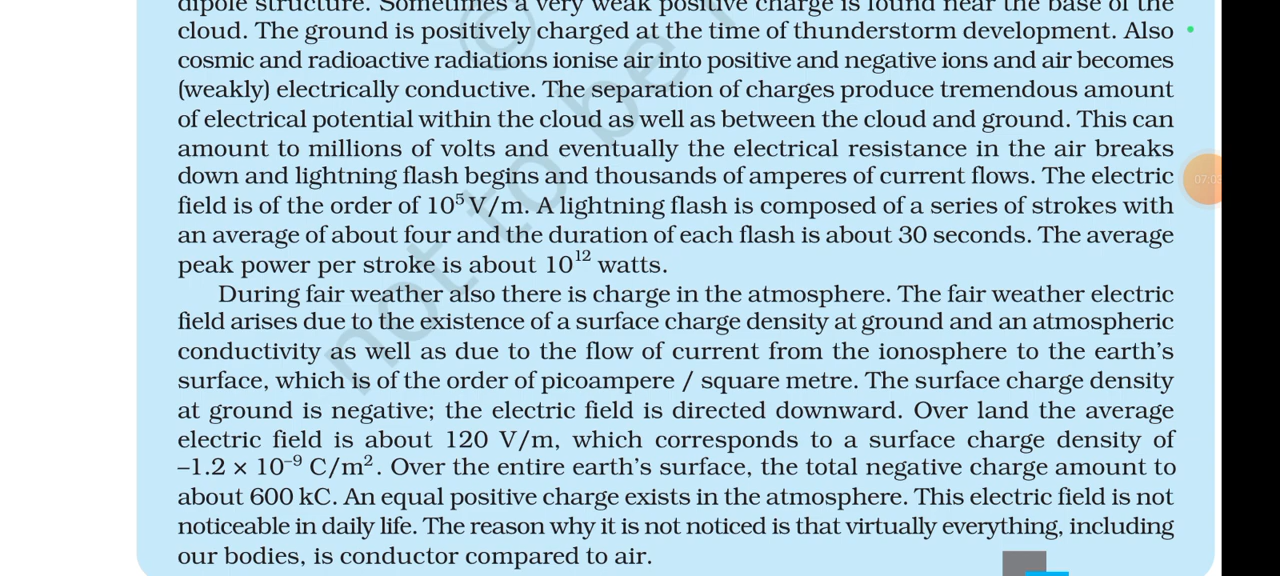 dipole structure. Sometimes a very weak positive charge is found near the base of the
cloud. The ground is positively charged at the time of thunderstorm development. Also
cosmic and radioactive radiations ionise air into positive and negative ions and air becomes
(weakly) electrically conductive. The separation of charges produce tremendous amount
of electrical potential within the cloud as well as between the cloud and ground. This can
amount to millions of volts and eventually the electrical resistance in the air breaks
down and lightning flash begins and thousands of amperes of current flows. The electric
field is of the order of 10⁵ V/m. A lightning flash is composed of a series of strokes with
an average of about four and the duration of each flash is about 30 seconds. The average
peak power per stroke is about 10¹² watts.
During fair weather also there is charge in the atmosphere. The fair weather electric
field arises due to the existence of a surface charge density at ground and an atmospheric
conductivity as well as due to the flow of current from the ionosphere to the earth's
surface, which is of the order of picoampere / square metre. The surface charge density
at ground is negative; the electric field is directed downward. Over land the average
electric field is about 120 V/m, which corresponds to a surface charge density of
–1.2 × 10⁻⁹ C/m². Over the entire earth's surface, the total negative charge amount to
about 600 kC. An equal positive charge exists in the atmosphere. This electric field is not
noticeable in daily life. The reason why it is not noticed is that virtually everything, including
our bodies, is conductor compared to air.
©
not to be